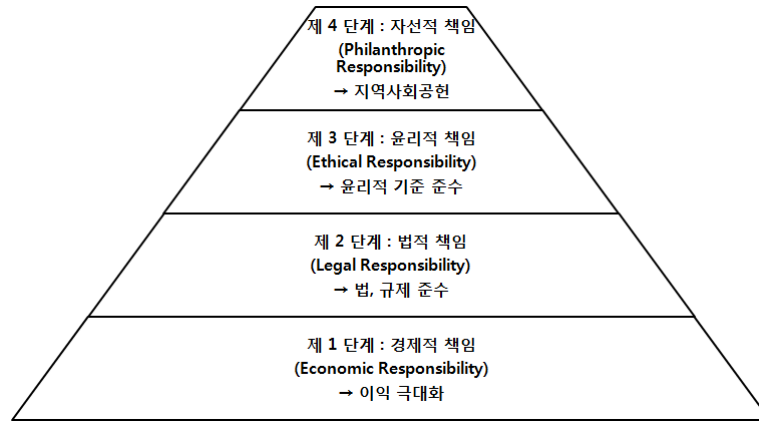 제 4 단계 : 자선적 책임
(Philanthropic
Responsibility)
→ 지역사회공헌
제 3 단계 : 윤리적 책임
(Ethical Responsibility)
→ 윤리적 기준 준수
제 2 단계 : 법적 책임
(Legal Responsibility)
→ 법, 규제 준수
제 1 단계 : 경제적 책임
(Economic Responsibility)
→ 이익 극대화